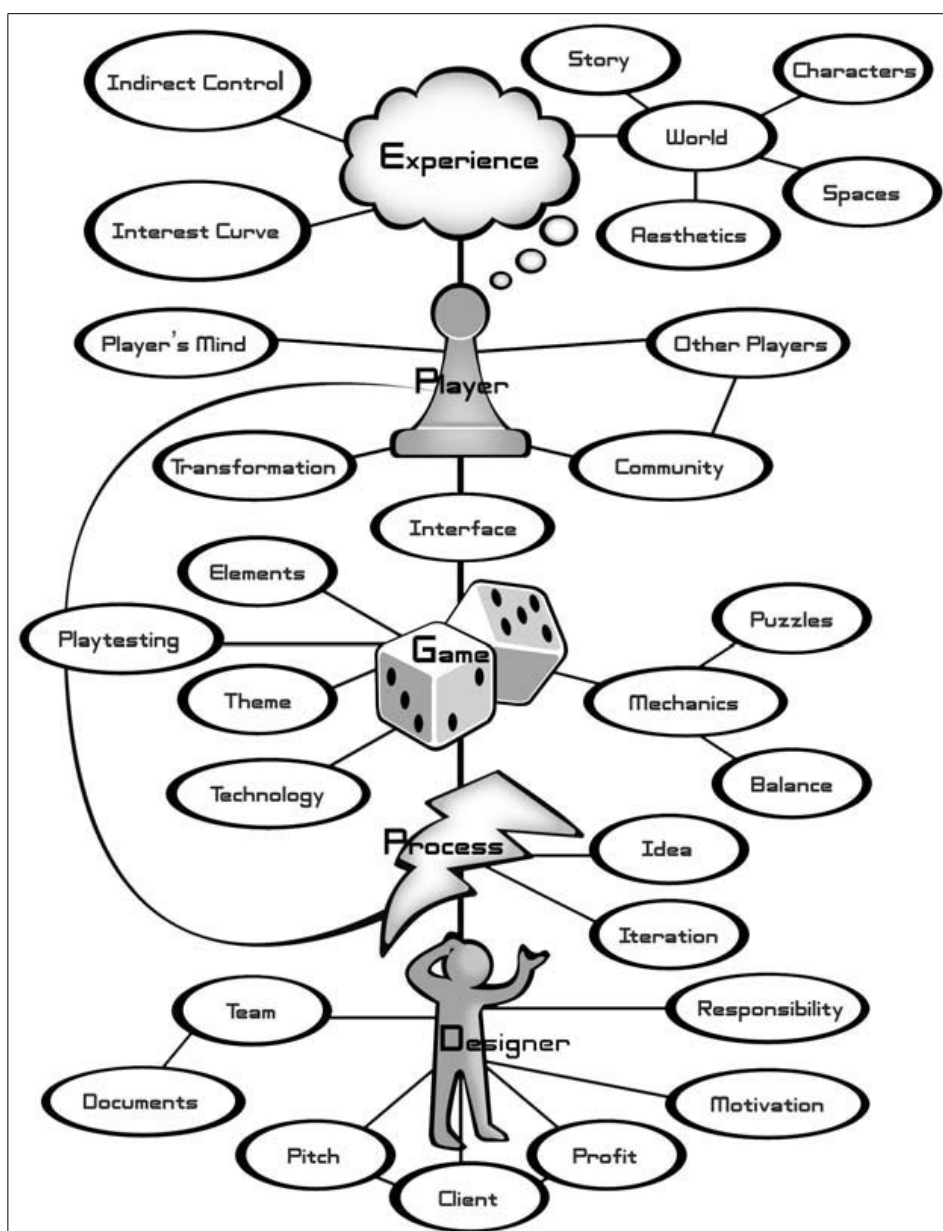 Story
Characters
Indirect Control
World
Experience
Spaces
Interest Curve
Aesthetics
Player's Mind
Other Players
Player
Transformation
Community
Interface
Elements
Puzzles
Playtesting
Game
Theme
Mechanics
Technology
Balance
Process
Idea
Iteration
Team
Responsibility
Designer
Documents
Motivation
Pitch
Profit
Client